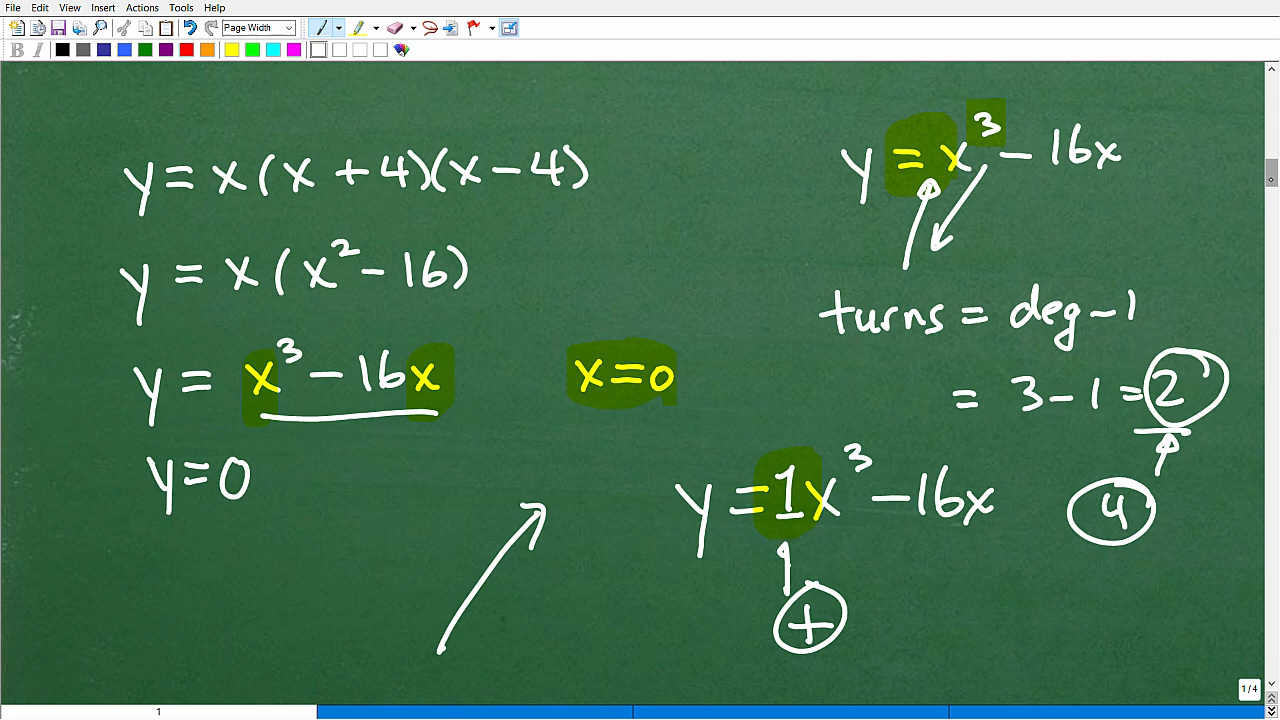 File Edit View Insert Actions Tools Help
Page Width
B I
y = x(x + 4)(x − 4)
y = x(x² − 16)
y = x³ − 16x
x = 0
y = 0
y = x³ − 16x
turns = deg − 1
= 3 − 1 = 2
4
y = 1x³ − 16x
+
1/4
1